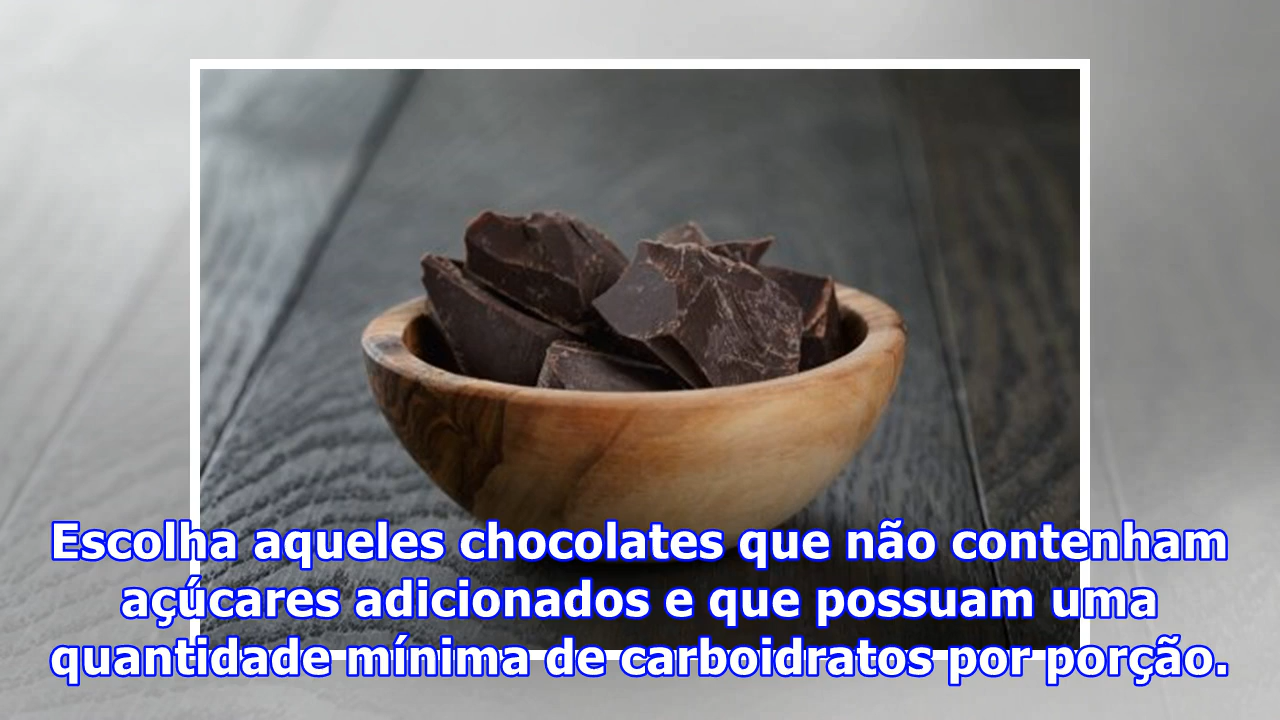 Escolha aqueles chocolates que não contenham
açúcares adicionados e que possuam uma
quantidade mínima de carboidratos por porção.